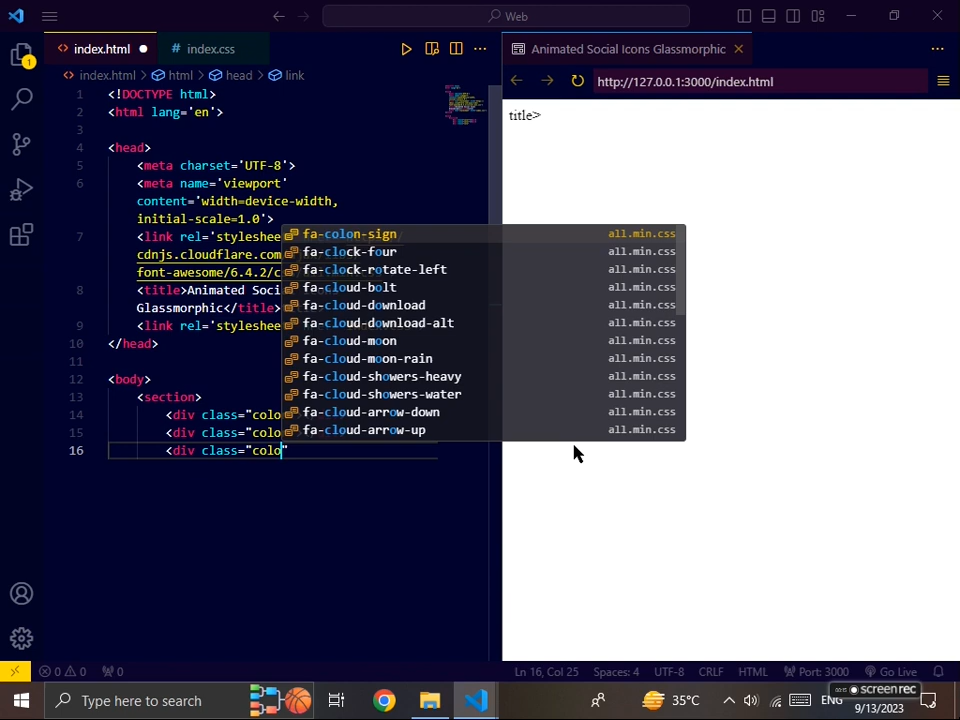 Web
index.html
# index.css
Animated Social Icons Glassmorphic
index.html > html > head > link
http://127.0.0.1:3000/index.html
1 <!DOCTYPE html>
2 <html lang='en'>
3
4 <head>
5 <meta charset='UTF-8'>
6 <meta name='viewport'
content='width=device-width,
initial-scale=1.0'>
7 <link rel='stylesheet
cdnjs.cloudflare.com
font-awesome/6.4.2/c
8 <title>Animated Soci
Glassmorphic</title>
9 <link rel='stylesheet
10 </head>
11
12 <body>
13 <section>
14 <div class="colo
15 <div class="colo
16 <div class="colo"
title>
fa-colon-sign all.min.css
fa-clock-four all.min.css
fa-clock-rotate-left all.min.css
fa-cloud-bolt all.min.css
fa-cloud-download all.min.css
fa-cloud-download-alt all.min.css
fa-cloud-moon all.min.css
fa-cloud-moon-rain all.min.css
fa-cloud-showers-heavy all.min.css
fa-cloud-showers-water all.min.css
fa-cloud-arrow-down all.min.css
fa-cloud-arrow-up all.min.css
1
0 0 0 Ln 16, Col 25 Spaces: 4 UTF-8 CRLF HTML Port: 3000 Go Live
Type here to search 35°C ENG
screenrec
9/13/2023